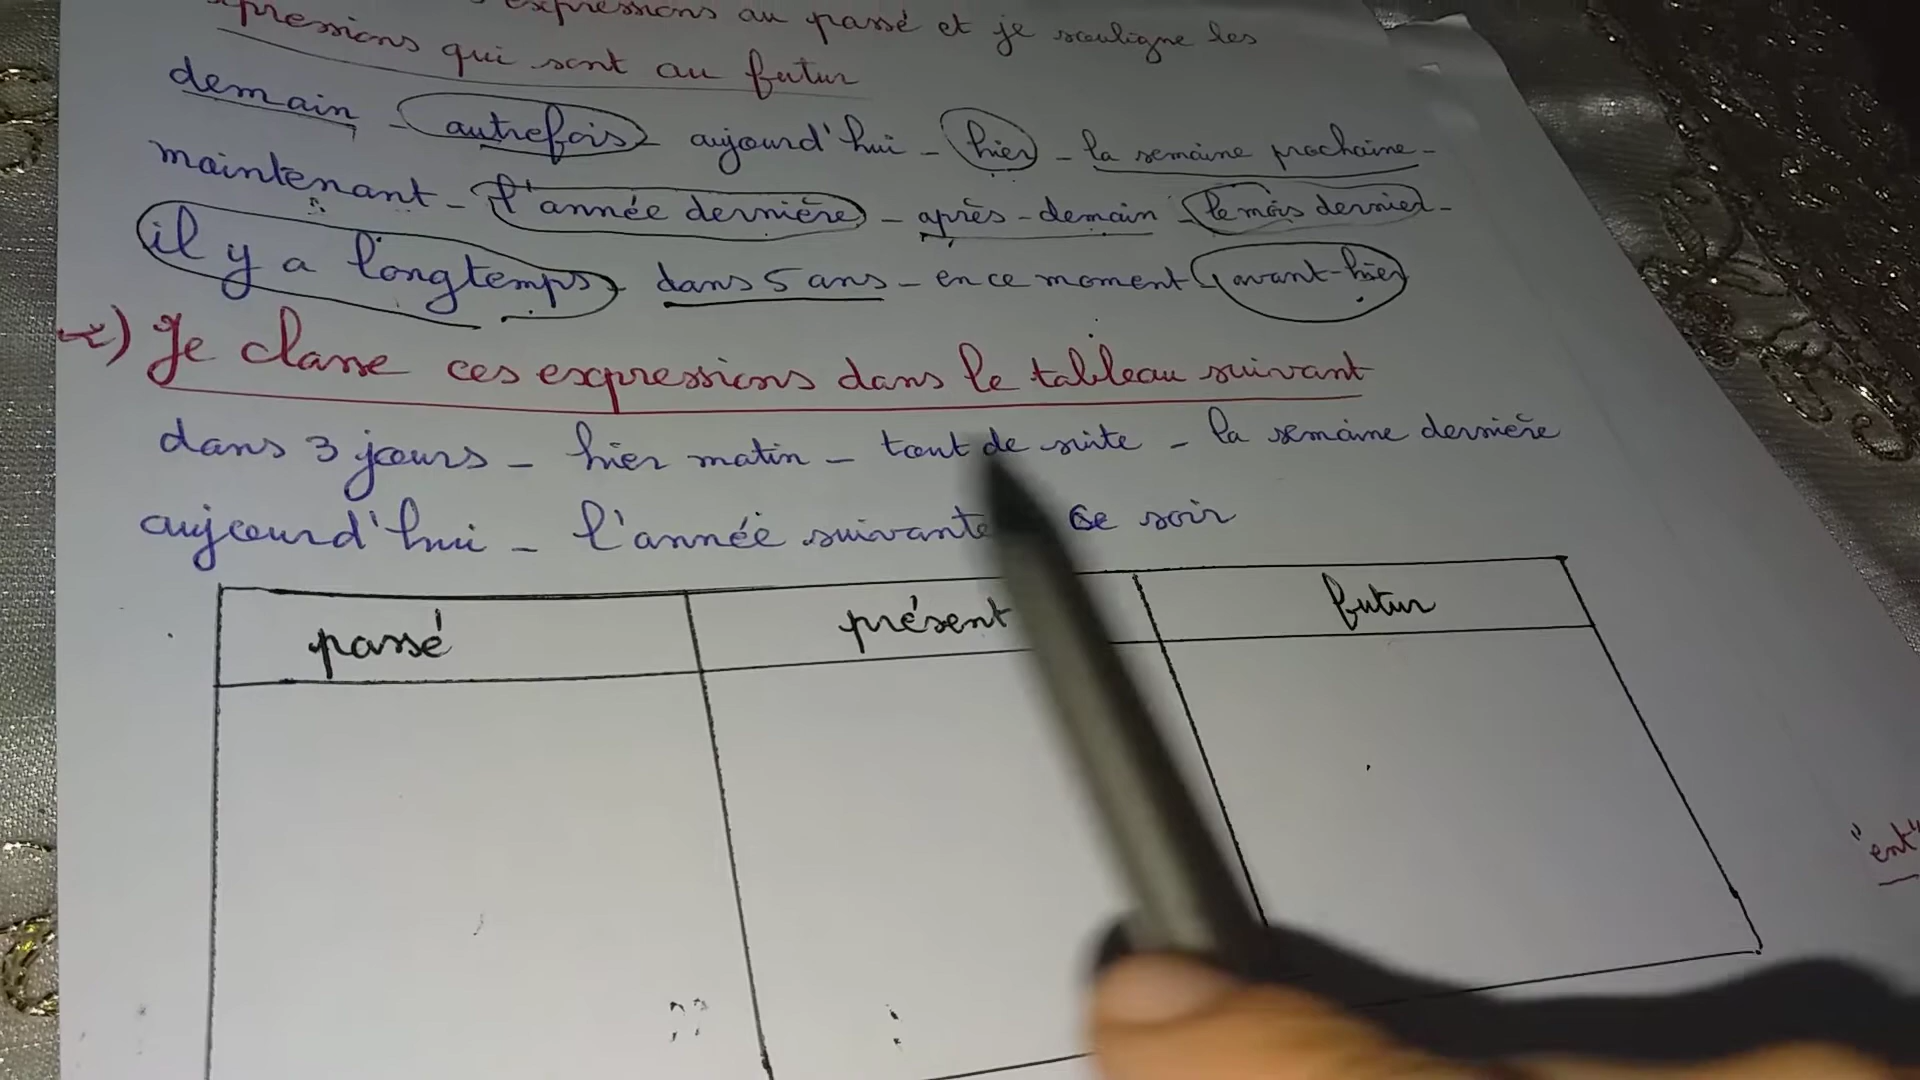 expressions au passé et je souligne les
pressions qui sont au futur
demain - autrefois - aujourd'hui - hier - la semaine prochaine -
maintenant - l'année dernière - après-demain - le mois dernier -
il y a longtemps - dans 5 ans - en ce moment - avant-hier
2) Je classe ces expressions dans le tableau suivant
dans 3 jours - hier matin - tout de suite - la semaine dernière
aujourd'hui - l'année suivante ce soir
passé présent futur
"ent"